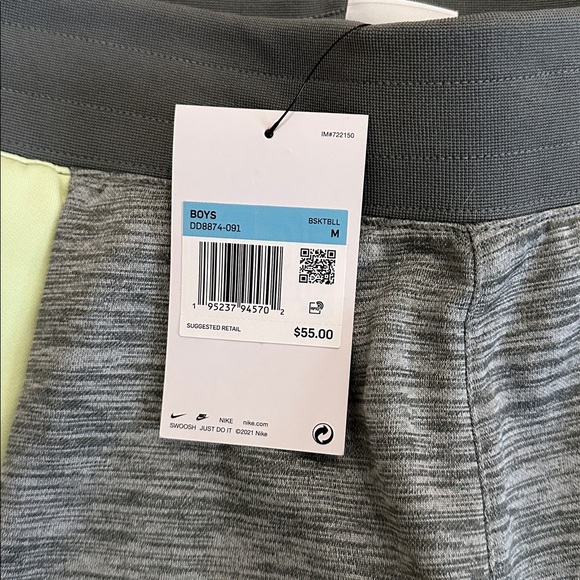 IM#722150
BOYS
DD8874-091 BSKTBLL
M
1 95237 94570 2
SUGGESTED RETAIL $55.00
NIKE nike.com
SWOOSH JUST DO IT ©2021 Nike